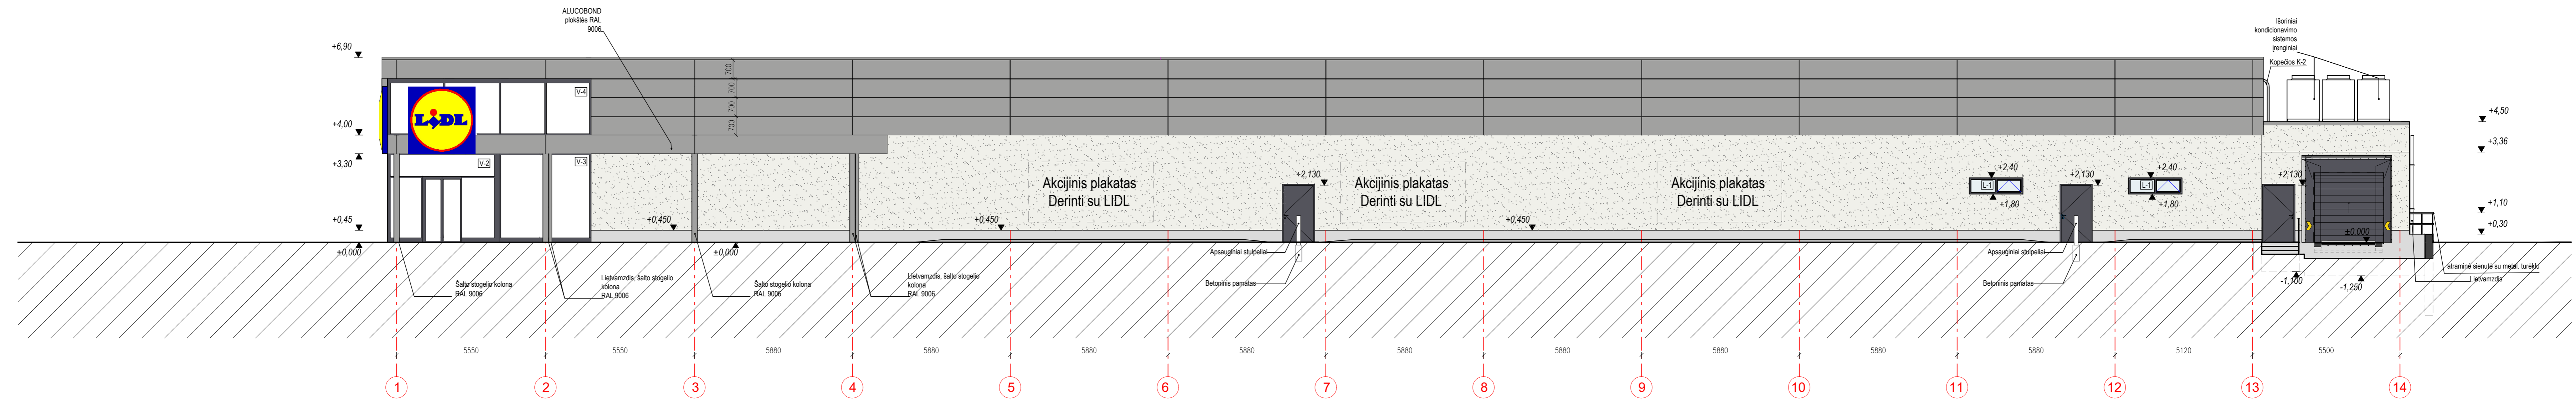 ALUCOBOND
plokštės RAL
9006
Išoriniai
kondicionavimo
sistemos
įrenginiai
Kopėčios K-2
+6,90
+4,00
+3,30
+0,45
±0,000
700
700
700
700
V-4
LIDL
V-2
V-3
+4,50
+3,36
+1,10
+0,30
Akcijinis plakatas
Derinti su LIDL
Akcijinis plakatas
Derinti su LIDL
Akcijinis plakatas
Derinti su LIDL
+2,130
+2,40
L-1
+1,80
+2,130
+2,40
L-1
+1,80
+2,130
+0,450
+0,450
+0,450
±0,000
±0,000
Šalto stogelio kolona
RAL 9006
Lietvamzdis, šalto stogelio
kolona
RAL 9006
Šalto stogelio kolona
RAL 9006
Lietvamzdis, šalto stogelio
kolona
RAL 9006
Apsauginiai stulpeliai
Betoninis pamatas
Apsauginiai stulpeliai
Betoninis pamatas
atraminė sienutė su metal. turėklu
Lietvamzdis
-1,100
-1,250
5550
5550
5880
5880
5880
5880
5880
5880
5880
5880
5880
5120
5500
1
2
3
4
5
6
7
8
9
10
11
12
13
14